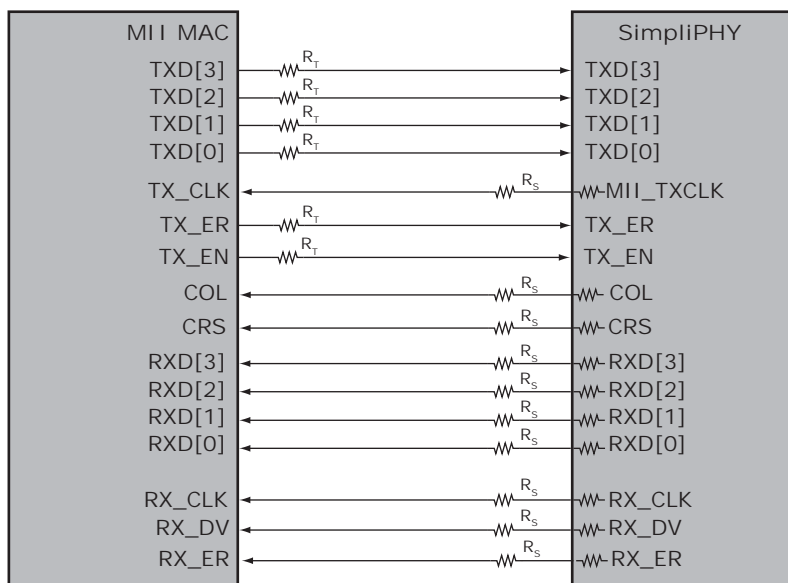 MII MAC SimpliPHY
TXD[3] R_T TXD[3]
TXD[2] R_T TXD[2]
TXD[1] R_T TXD[1]
TXD[0] R_T TXD[0]
TX_CLK R_S MII_TXCLK
TX_ER R_T TX_ER
TX_EN R_T TX_EN
COL R_S COL
CRS R_S CRS
RXD[3] R_S RXD[3]
RXD[2] R_S RXD[2]
RXD[1] R_S RXD[1]
RXD[0] R_S RXD[0]
RX_CLK R_S RX_CLK
RX_DV R_S RX_DV
RX_ER R_S RX_ER